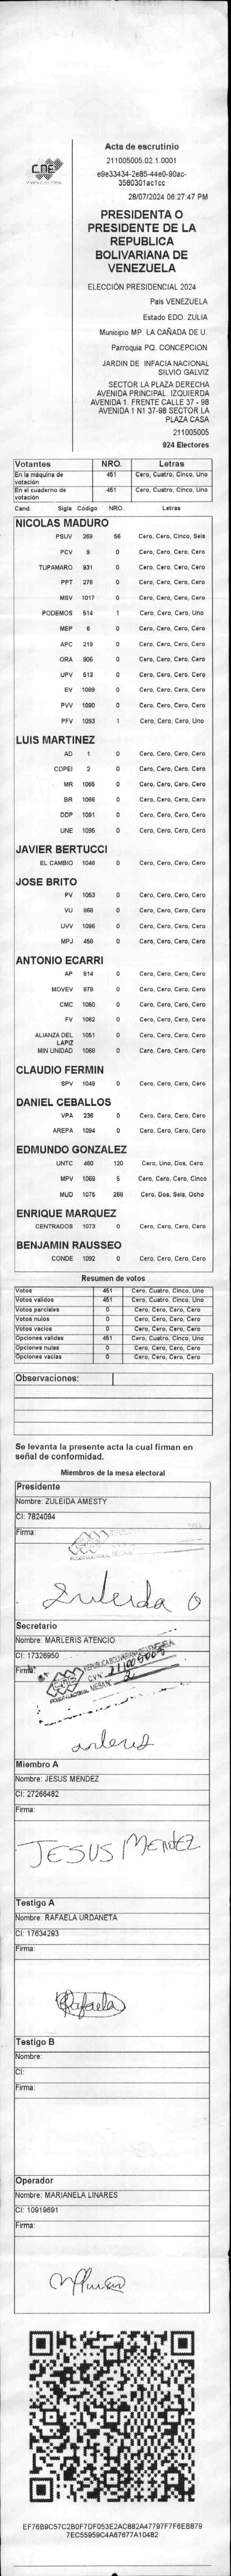 CNE
Acta de escrutinio
211005005.02.1.0001
e9e33434-2e85-44e0-90ac-
3580301ac1cc
28/07/2024 06:27:47 PM
PRESIDENTA O
PRESIDENTE DE LA
REPUBLICA
BOLIVARIANA DE
VENEZUELA
ELECCIÓN PRESIDENCIAL 2024
Pais VENEZUELA
Estado EDO. ZULIA
Municipio MP. LA CAÑADA DE U.
Parroquia PQ. CONCEPCION
JARDIN DE INFACIA NACIONAL
SILVIO GALVIZ
SECTOR LA PLAZA DERECHA
AVENIDA PRINCIPAL. IZQUIERDA
AVENIDA 1. FRENTE CALLE 37 - 98
AVENIDA 1 N1 37-98 SECTOR LA
PLAZA CASA
211005005
924 Electores
Votantes NRO. Letras
En la máquina de votación 451 Cero, Cuatro, Cinco, Uno
En el cuaderno de votación 451 Cero, Cuatro, Cinco, Uno
Cand. Sigla Código NRO. Letras
NICOLAS MADURO
PSUV 269 56 Cero, Cero, Cinco, Seis
PCV 9 0 Cero, Cero, Cero, Cero
TUPAMARO 931 0 Cero, Cero, Cero, Cero
PPT 276 0 Cero, Cero, Cero, Cero
MSV 1017 0 Cero, Cero, Cero, Cero
PODEMOS 514 1 Cero, Cero, Cero, Uno
MEP 6 0 Cero, Cero, Cero, Cero
APC 219 0 Cero, Cero, Cero, Cero
ORA 906 0 Cero, Cero, Cero, Cero
UPV 513 0 Cero, Cero, Cero, Cero
EV 1089 0 Cero, Cero, Cero, Cero
PVV 1090 0 Cero, Cero, Cero, Cero
PFV 1093 1 Cero, Cero, Cero, Uno
LUIS MARTINEZ
AD 1 0 Cero, Cero, Cero, Cero
COPEI 2 0 Cero, Cero, Cero, Cero
MR 1065 0 Cero, Cero, Cero, Cero
BR 1066 0 Cero, Cero, Cero, Cero
DDP 1091 0 Cero, Cero, Cero, Cero
UNE 1095 0 Cero, Cero, Cero, Cero
JAVIER BERTUCCI
EL CAMBIO 1048 0 Cero, Cero, Cero, Cero
JOSE BRITO
PV 1053 0 Cero, Cero, Cero, Cero
VU 868 0 Cero, Cero, Cero, Cero
UVV 1096 0 Cero, Cero, Cero, Cero
MPJ 458 0 Cero, Cero, Cero, Cero
ANTONIO ECARRI
AP 814 0 Cero, Cero, Cero, Cero
MOVEV 878 0 Cero, Cero, Cero, Cero
CMC 1050 0 Cero, Cero, Cero, Cero
FV 1062 0 Cero, Cero, Cero, Cero
ALIANZA DEL LAPIZ 1051 0 Cero, Cero, Cero, Cero
MIN UNIDAD 1068 0 Cero, Cero, Cero, Cero
CLAUDIO FERMIN
SPV 1049 0 Cero, Cero, Cero, Cero
DANIEL CEBALLOS
VPA 236 0 Cero, Cero, Cero, Cero
AREPA 1094 0 Cero, Cero, Cero, Cero
EDMUNDO GONZALEZ
UNTC 460 120 Cero, Uno, Dos, Cero
MPV 1069 5 Cero, Cero, Cero, Cinco
MUD 1075 268 Cero, Dos, Seis, Ocho
ENRIQUE MARQUEZ
CENTRADOS 1073 0 Cero, Cero, Cero, Cero
BENJAMIN RAUSSEO
CONDE 1092 0 Cero, Cero, Cero, Cero
Resumen de votos
Votos 451 Cero, Cuatro, Cinco, Uno
Votos validos 451 Cero, Cuatro, Cinco, Uno
Votos parciales 0 Cero, Cero, Cero, Cero
Votos nulos 0 Cero, Cero, Cero, Cero
Votos vacios 0 Cero, Cero, Cero, Cero
Opciones validas 451 Cero, Cuatro, Cinco, Uno
Opciones nulas 0 Cero, Cero, Cero, Cero
Opciones vacias 0 Cero, Cero, Cero, Cero
Observaciones:
Se levanta la presente acta la cual firman en
señal de conformidad.
Miembros de la mesa electoral
Presidente
Nombre: ZULEIDA AMESTY
CI: 7824094
Firma:
Zuleida
Secretario
Nombre: MARLERIS ATENCIO
CI: 17326950
Firma:
REPUBLICA BOLIVARIANA DE VENEZUELA
CNE
C.V. 211005005
Miembro A
Nombre: JESUS MENDEZ
CI: 27266482
Firma:
JESUS MENDEZ
Testigo A
Nombre: RAFAELA URDANETA
CI: 17634293
Firma:
Rafaela
Testigo B
Nombre:
CI:
Firma:
Operador
Nombre: MARIANELA LINARES
CI: 10919691
Firma:
EF76B9C57C2B0F7DF053E2AC882A47797F7F6EB879
7EC55959C4A67677A10482